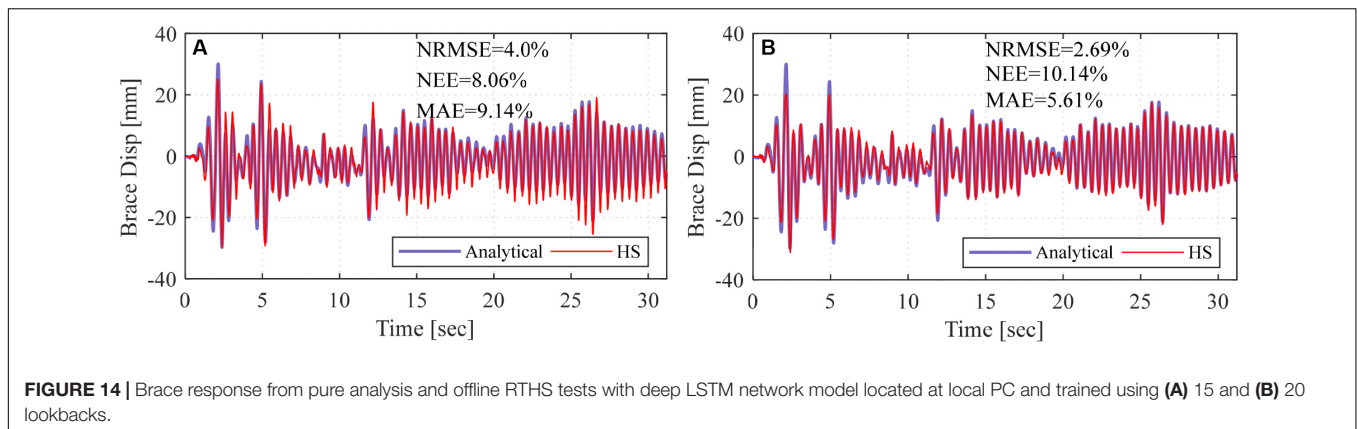 A
NRMSE=4.0%
NEE=8.06%
MAE=9.14%
Brace Disp [mm]
40
20
0
-20
-40
Analytical HS
0 5 10 15 20 25 30
Time [sec]
B
NRMSE=2.69%
NEE=10.14%
MAE=5.61%
Brace Disp [mm]
40
20
0
-20
-40
Analytical HS
0 5 10 15 20 25 30
Time [sec]
FIGURE 14 | Brace response from pure analysis and offline RTHS tests with deep LSTM network model located at local PC and trained using (A) 15 and (B) 20
lookbacks.